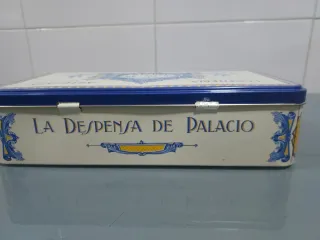 LA DESPENSA DE PALACIO